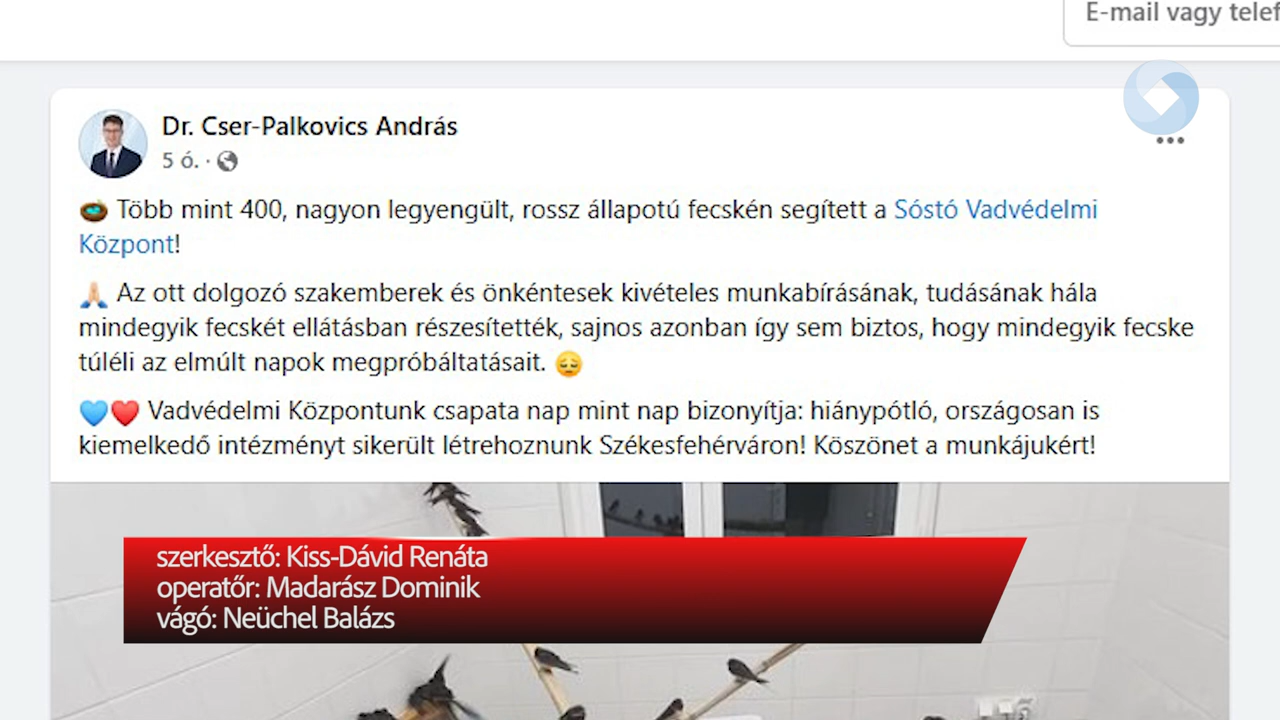 E-mail vagy telef
Dr. Cser-Palkovics András
5 ó. ·
Több mint 400, nagyon legyengült, rossz állapotú fecskén segített a Sóstó Vadvédelmi
Központ!
Az ott dolgozó szakemberek és önkéntesek kivételes munkabírásának, tudásának hála
mindegyik fecskét ellátásban részesítették, sajnos azonban így sem biztos, hogy mindegyik fecske
túléli az elmúlt napok megpróbáltatásait.
Vadvédelmi Központunk csapata nap mint nap bizonyítja: hiánypótló, országosan is
kiemelkedő intézményt sikerült létrehoznunk Székesfehérváron! Köszönet a munkájukért!
szerkesztő: Kiss-Dávid Renáta
operatőr: Madarász Dominik
vágó: Neüchel Balázs